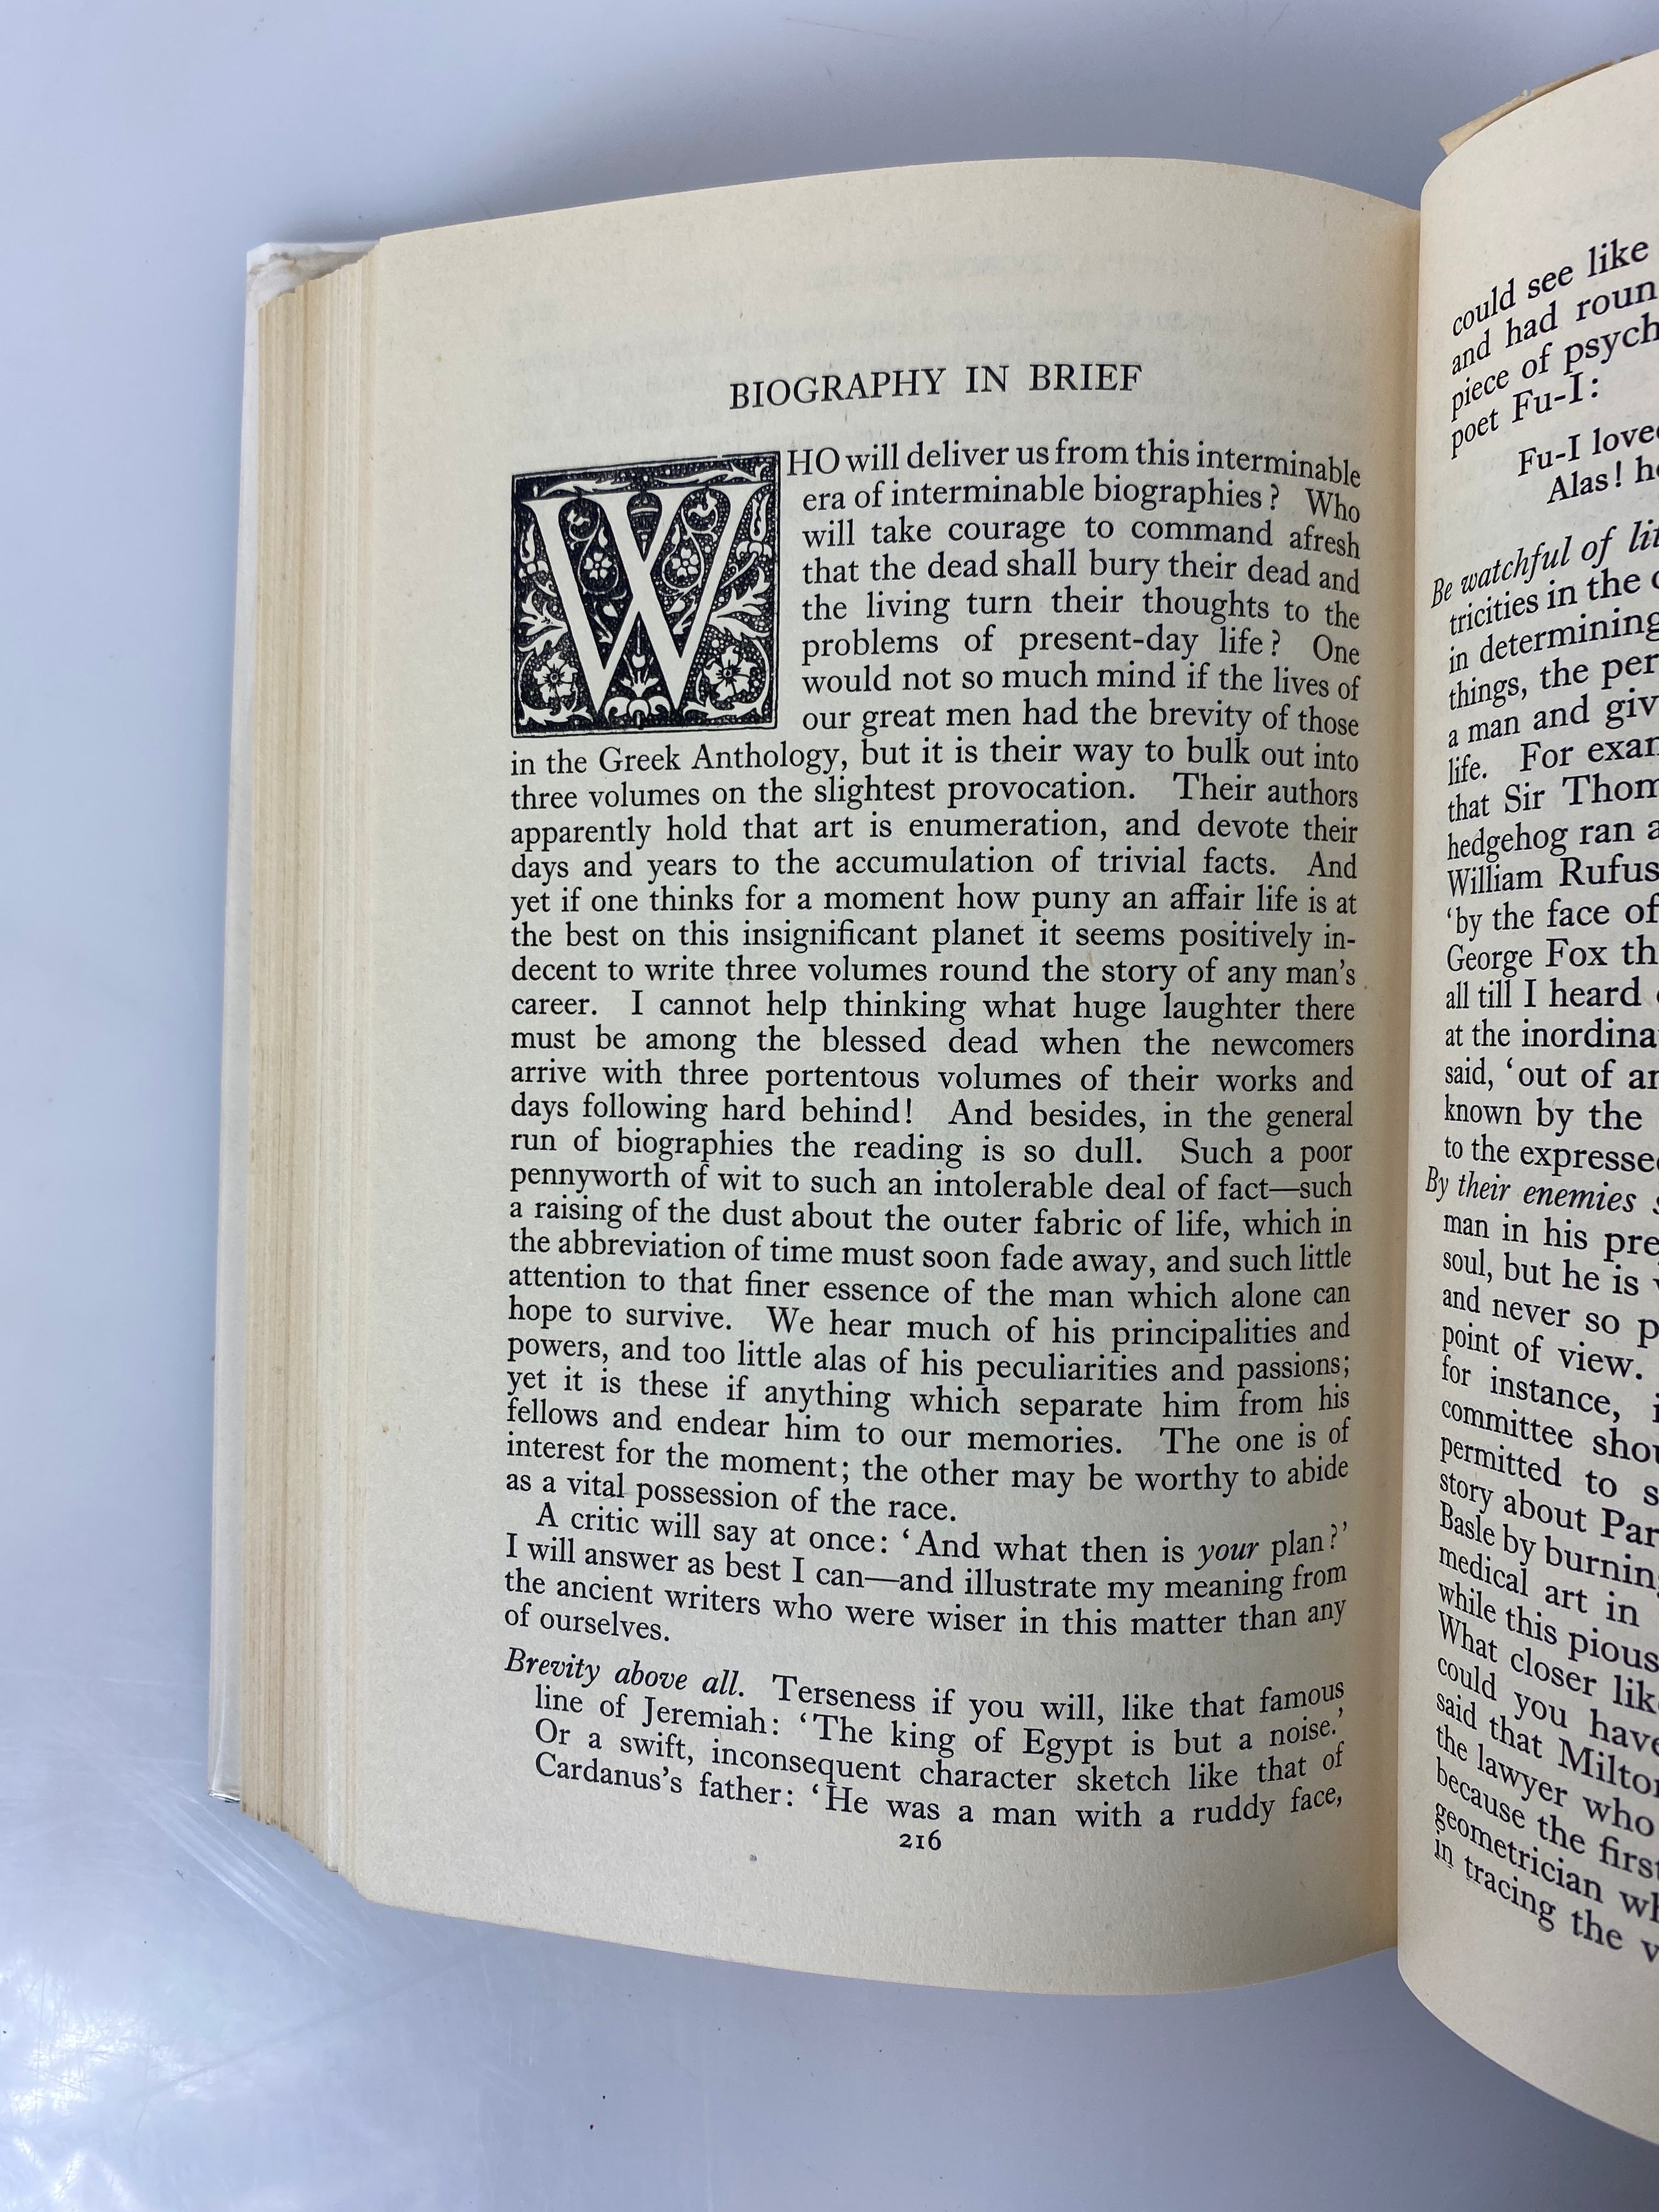 BIOGRAPHY IN BRIEF
WHO will deliver us from this interminable
era of interminable biographies? Who
will take courage to command afresh
that the dead shall bury their dead and
the living turn their thoughts to the
problems of present-day life? One
would not so much mind if the lives of
our great men had the brevity of those
in the Greek Anthology, but it is their way to bulk out into
three volumes on the slightest provocation. Their authors
apparently hold that art is enumeration, and devote their
days and years to the accumulation of trivial facts. And
yet if one thinks for a moment how puny an affair life is at
the best on this insignificant planet it seems positively in-
decent to write three volumes round the story of any man's
career. I cannot help thinking what huge laughter there
must be among the blessed dead when the newcomers
arrive with three portentous volumes of their works and
days following hard behind! And besides, in the general
run of biographies the reading is so dull. Such a poor
pennyworth of wit to such an intolerable deal of fact—such
a raising of the dust about the outer fabric of life, which in
the abbreviation of time must soon fade away, and such little
attention to that finer essence of the man which alone can
hope to survive. We hear much of his principalities and
powers, and too little alas of his peculiarities and passions;
yet it is these if anything which separate him from his
fellows and endear him to our memories. The one is of
interest for the moment; the other may be worthy to abide
as a vital possession of the race.
A critic will say at once: 'And what then is your plan?'
I will answer as best I can—and illustrate my meaning from
the ancient writers who were wiser in this matter than any
of ourselves.
Brevity above all. Terseness if you will, like that famous
line of Jeremiah: 'The king of Egypt is but a noise.'
Or a swift, inconsequent character sketch like that of
Cardanus's father: 'He was a man with a ruddy face,
216
could see like
and had roun
piece of psych
poet Fu-I:
Fu-I love
Alas! h
Be watchful of lit
tricities in the
in determining
things, the per
a man and giv
life. For exam
that Sir Thom
hedgehog ran a
William Rufus
'by the face of
George Fox th
all till I heard
at the inordina
said, 'out of an
known by the
to the expresse
By their enemies s
man in his pre
soul, but he is
and never so p
point of view.
for instance, i
committee shou
permitted to s
story about Par
Basle by burnin
medical art in
while this pious
What closer lik
could you have
said that Milto
the lawyer who
because the first
geometrician wh
in tracing the v